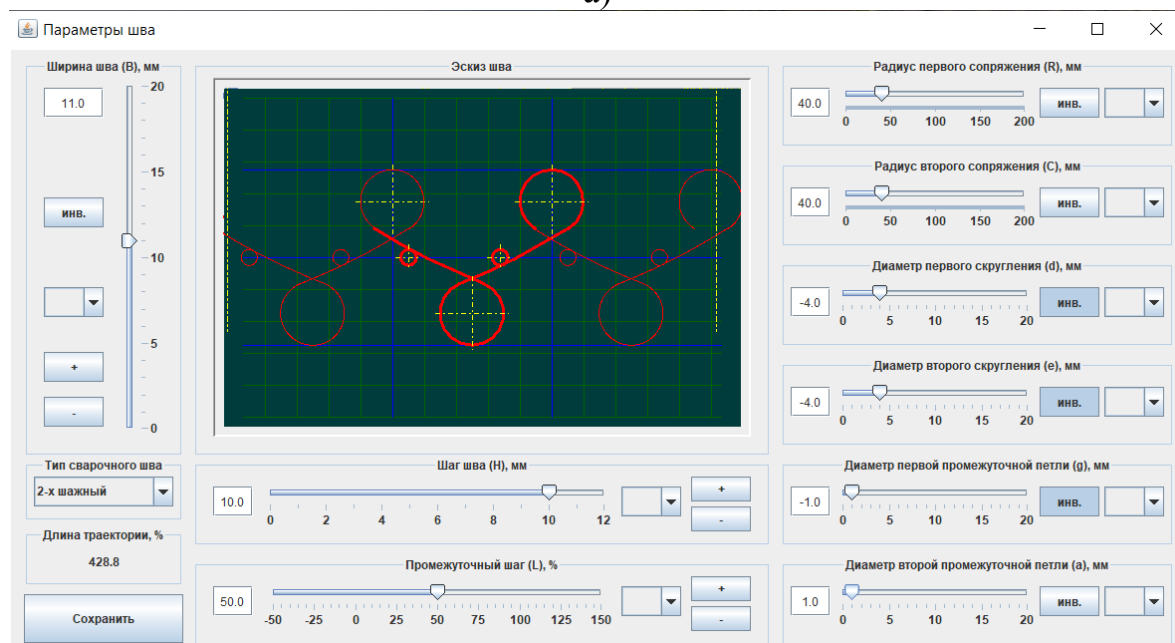 а)
Параметры шва
Ширина шва (В), мм
11.0
20
15
10
5
0
инв.
+
-
Тип сварочного шва
2-х шажный
Длина траектории, %
428.8
Сохранить
Эскиз шва
Шаг шва (Н), мм
10.0
0 2 4 6 8 10 12
+
-
Промежуточный шаг (L), %
50.0
-50 -25 0 25 50 75 100 125 150
+
-
Радиус первого сопряжения (R), мм
40.0
0 50 100 150 200
инв.
Радиус второго сопряжения (C), мм
40.0
0 50 100 150 200
инв.
Диаметр первого скругления (d), мм
-4.0
0 5 10 15 20
инв.
Диаметр второго скругления (e), мм
-4.0
0 5 10 15 20
инв.
Диаметр первой промежуточной петли (g), мм
-1.0
0 5 10 15 20
инв.
Диаметр второй промежуточной петли (a), мм
1.0
0 5 10 15 20
инв.